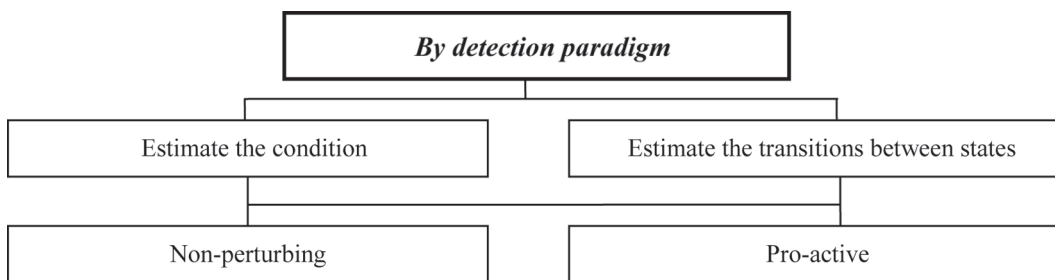 By detection paradigm
Estimate the condition
Estimate the transitions between states
Non-perturbing
Pro-active